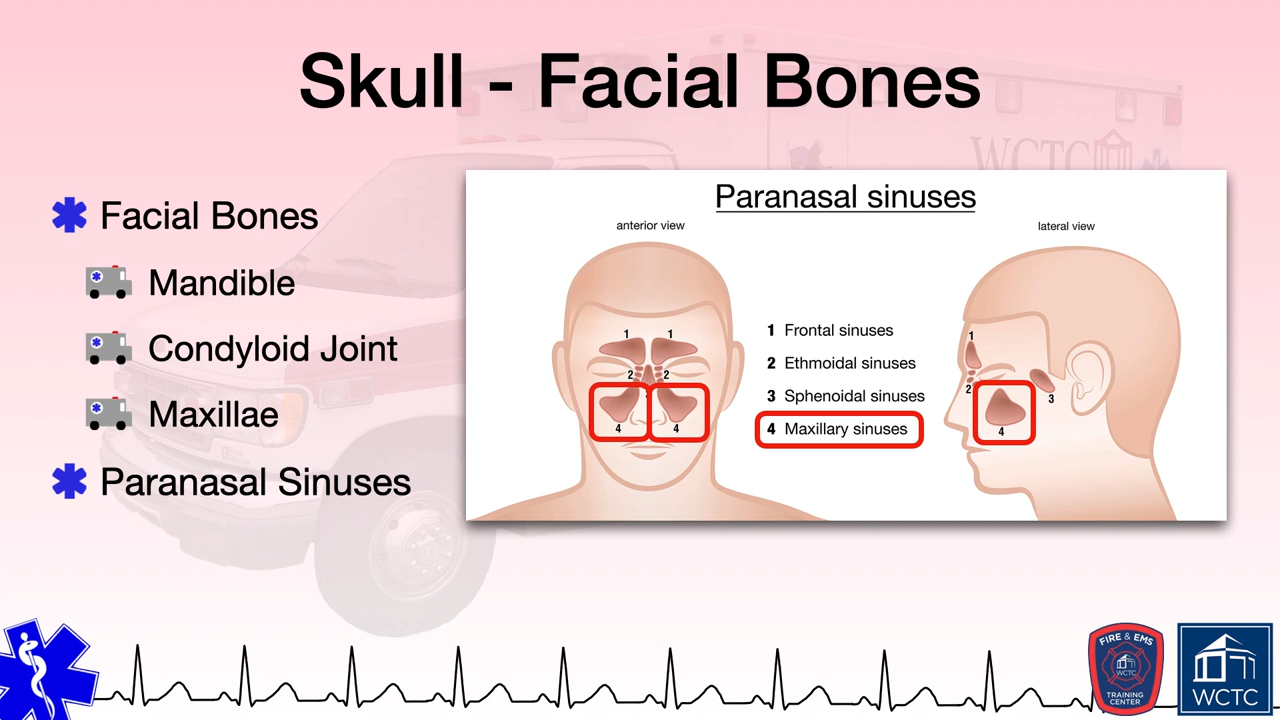 Skull - Facial Bones
WCTC
Facial Bones
Mandible
Condyloid Joint
Maxillae
Paranasal Sinuses
Paranasal sinuses
anterior view
lateral view
1 Frontal sinuses
2 Ethmoidal sinuses
3 Sphenoidal sinuses
4 Maxillary sinuses
1 1
2 2
4 4
1
2
3
4
FIRE & EMS
WCTC
TRAINING
CENTER
WCTC